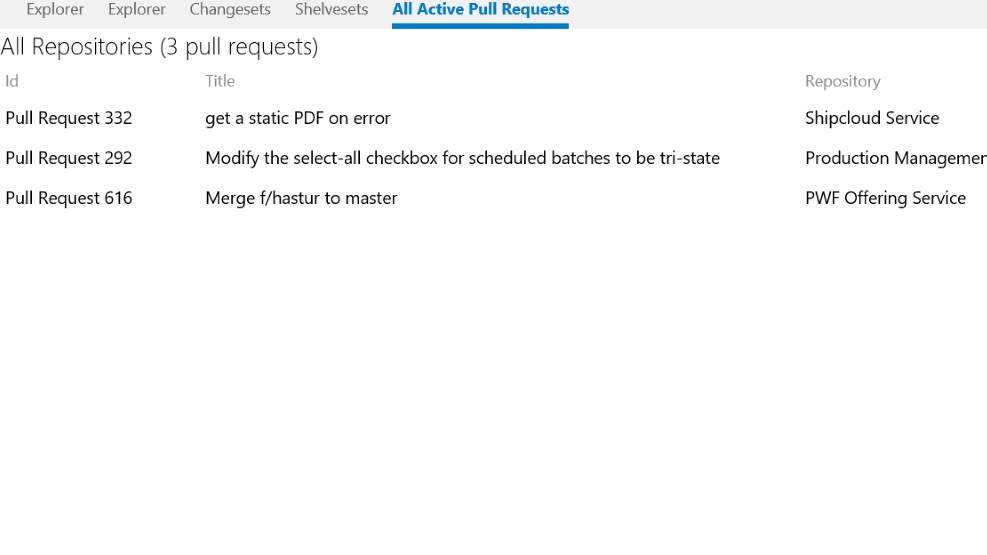 Explorer Explorer Changesets Shelvesets All Active Pull Requests
All Repositories (3 pull requests)
Id Title Repository
Pull Request 332 get a static PDF on error Shipcloud Service
Pull Request 292 Modify the select-all checkbox for scheduled batches to be tri-state Production Managemen
Pull Request 616 Merge f/hastur to master PWF Offering Service